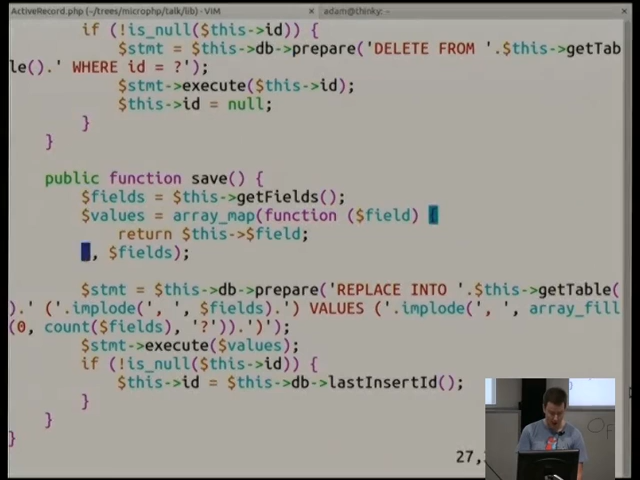 ActiveRecord.php (~/trees/microphp/talk/lib) - VIM
adam@thinky: ~
if (!is_null($this->id)) {
$stmt = $this->db->prepare('DELETE FROM '.$this->getTab
le().' WHERE id = ?');
$stmt->execute($this->id);
$this->id = null;
}
}
public function save() {
$fields = $this->getFields();
$values = array_map(function ($field) {
return $this->$field;
, $fields);
$stmt = $this->db->prepare('REPLACE INTO '.$this->getTable(
).' ('.implode(', ', $fields).') VALUES ('.implode(', ', array_fill
(0, count($fields), '?')).')');
$stmt->execute($values);
if (!is_null($this->id)) {
$this->id = $this->db->lastInsertId();
}
}
}
27,